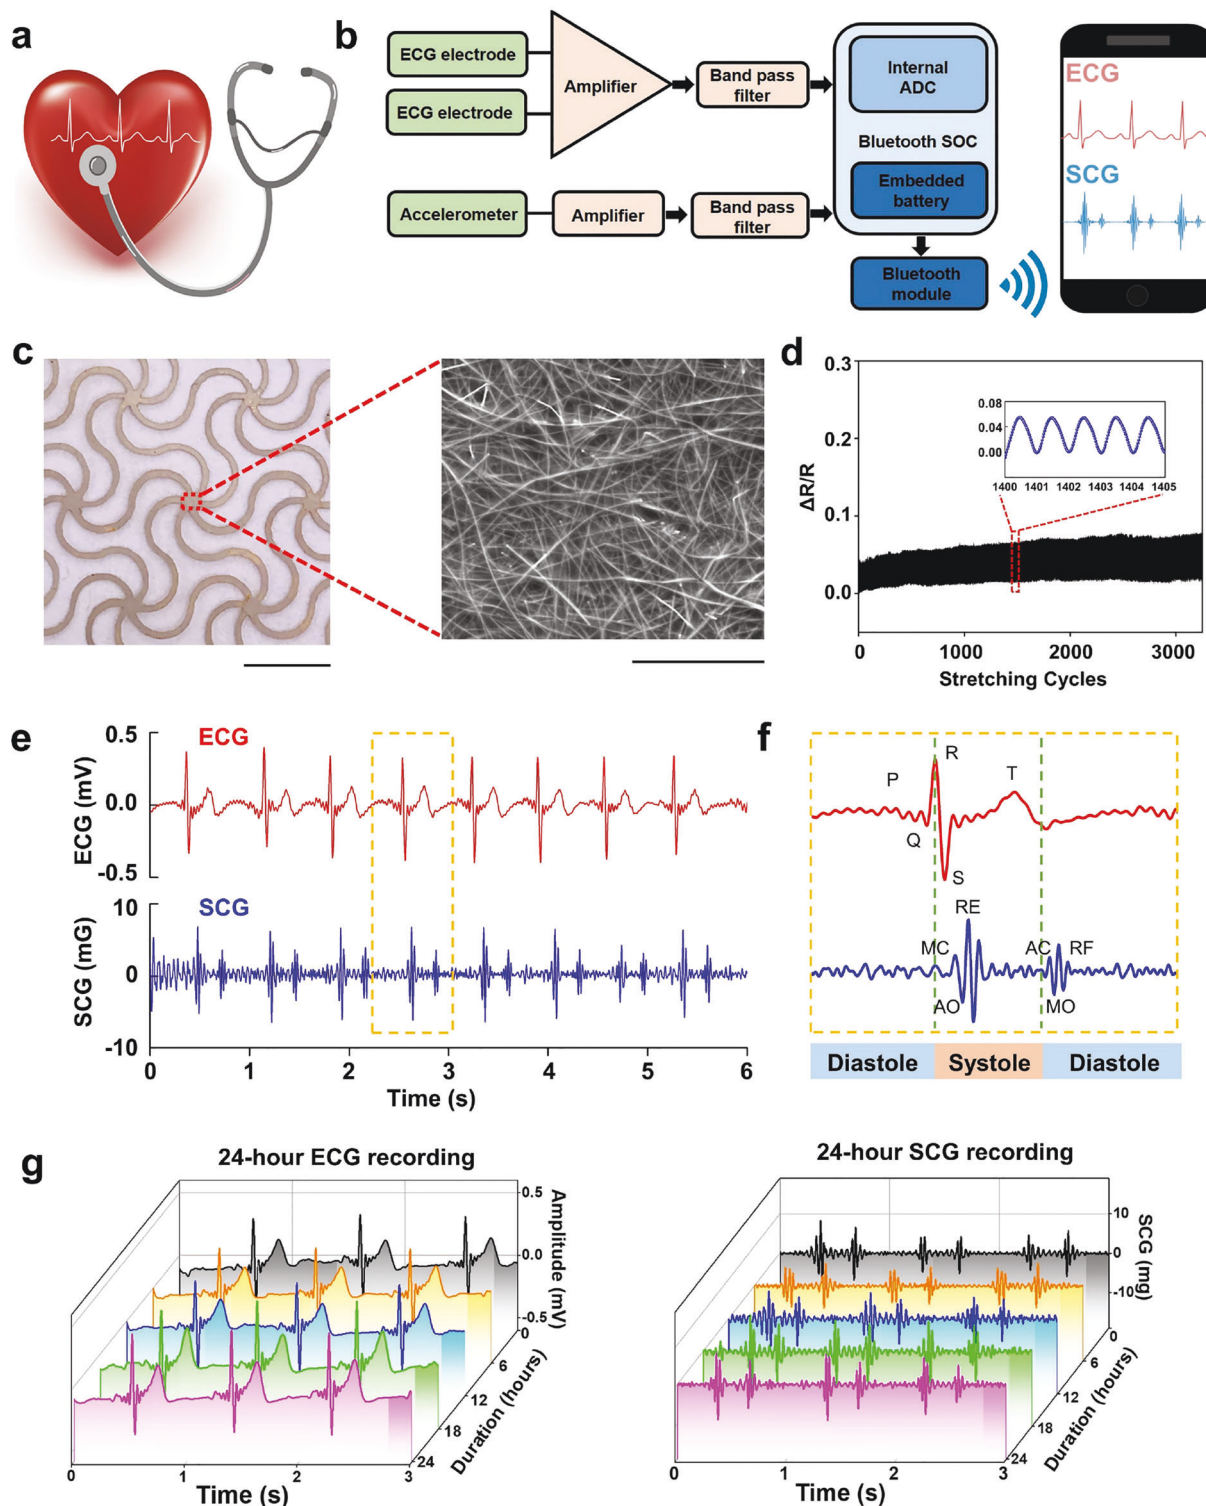 a
b
ECG electrode
ECG electrode
Amplifier
Band pass
filter
Internal
ADC
Bluetooth SOC
Embedded
battery
Accelerometer
Amplifier
Band pass
filter
Bluetooth
module
ECG
SCG
c
d
0.3
0.2
0.1
0.0
ΔR/R
0.08
0.04
0.00
1400 1401 1402 1403 1404 1405
0 1000 2000 3000
Stretching Cycles
e
ECG
0.5
0.0
-0.5
ECG (mV)
SCG
10
0
-10
SCG (mG)
0 1 2 3 4 5 6
Time (s)
f
P
R
T
Q
S
RE
MC
AC
RF
AO
MO
Diastole Systole Diastole
g
24-hour ECG recording
0.5
0.0
-0.5
Amplitude (mV)
0
6
12
18
24
Duration (hours)
0 1 2 3
Time (s)
24-hour SCG recording
10
0
-10
SCG (mg)
0
6
12
18
24
Duration (hours)
0 1 2 3
Time (s)